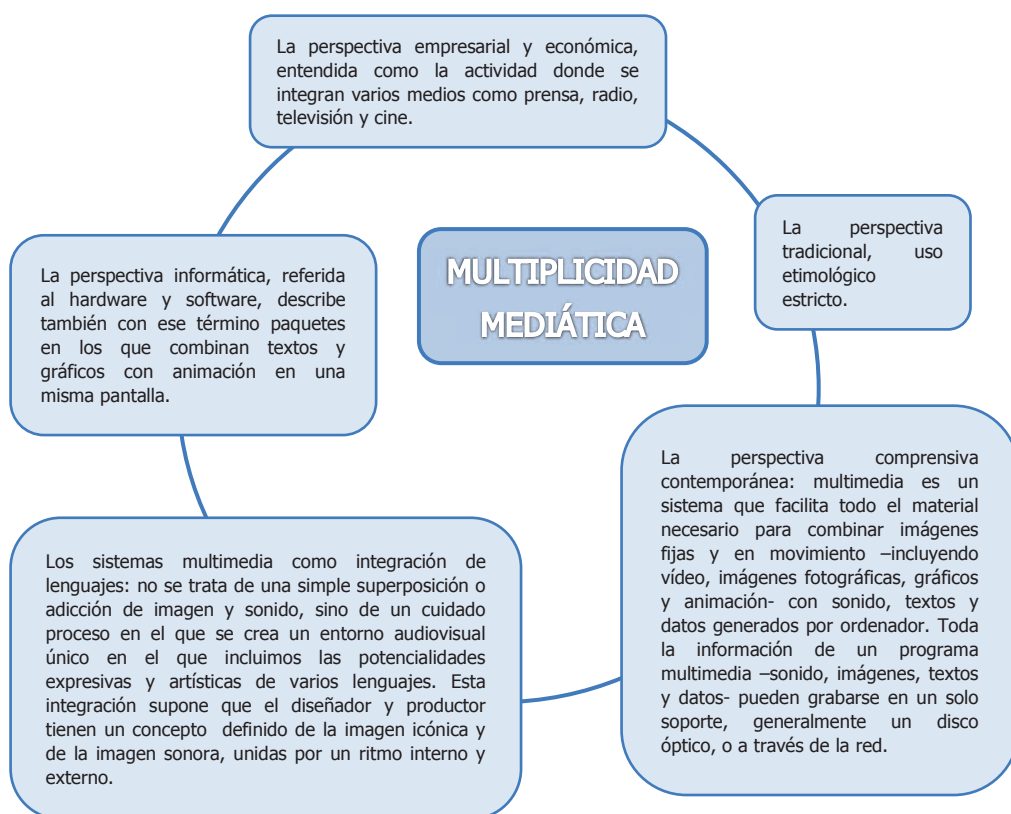 La perspectiva empresarial y económica,
entendida como la actividad donde se
integran varios medios como prensa, radio,
televisión y cine.
La perspectiva
tradicional, uso
etimológico
estricto.
MULTIPLICIDAD
MEDIÁTICA
La perspectiva informática, referida
al hardware y software, describe
también con ese término paquetes
en los que combinan textos y
gráficos con animación en una
misma pantalla.
La perspectiva comprensiva
contemporánea: multimedia es un
sistema que facilita todo el material
necesario para combinar imágenes
fijas y en movimiento –incluyendo
vídeo, imágenes fotográficas, gráficos
y animación- con sonido, textos y
datos generados por ordenador. Toda
la información de un programa
multimedia –sonido, imágenes, textos
y datos- pueden grabarse en un solo
soporte, generalmente un disco
óptico, o a través de la red.
Los sistemas multimedia como integración de
lenguajes: no se trata de una simple superposición o
adicción de imagen y sonido, sino de un cuidado
proceso en el que se crea un entorno audiovisual
único en el que incluimos las potencialidades
expresivas y artísticas de varios lenguajes. Esta
integración supone que el diseñador y productor
tienen un concepto definido de la imagen icónica y
de la imagen sonora, unidas por un ritmo interno y
externo.